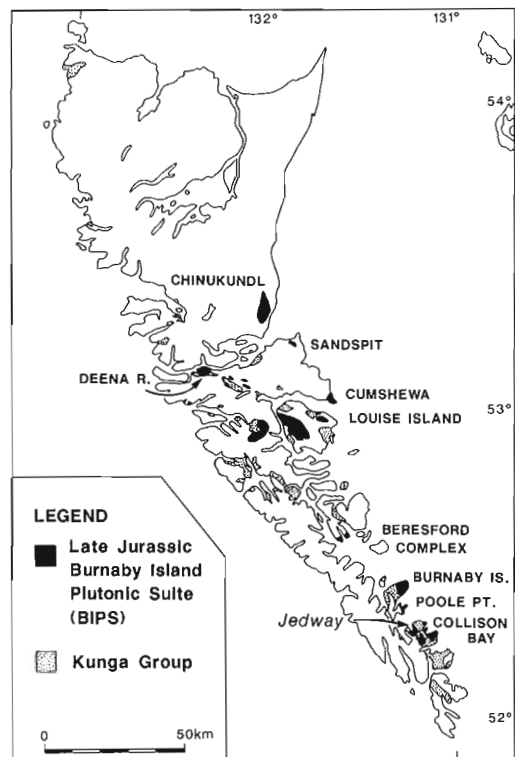 132°
131°
54°
CHINUKUNDL
SANDSPIT
DEENA R.
CUMSHEWA
53°
LOUISE ISLAND
BERESFORD
COMPLEX
BURNABY IS.
POOLE PT.
Jedway
COLLISON
BAY
52°
LEGEND
Late Jurassic
Burnaby Island
Plutonic Suite
(BIPS)
Kunga Group
0 50km